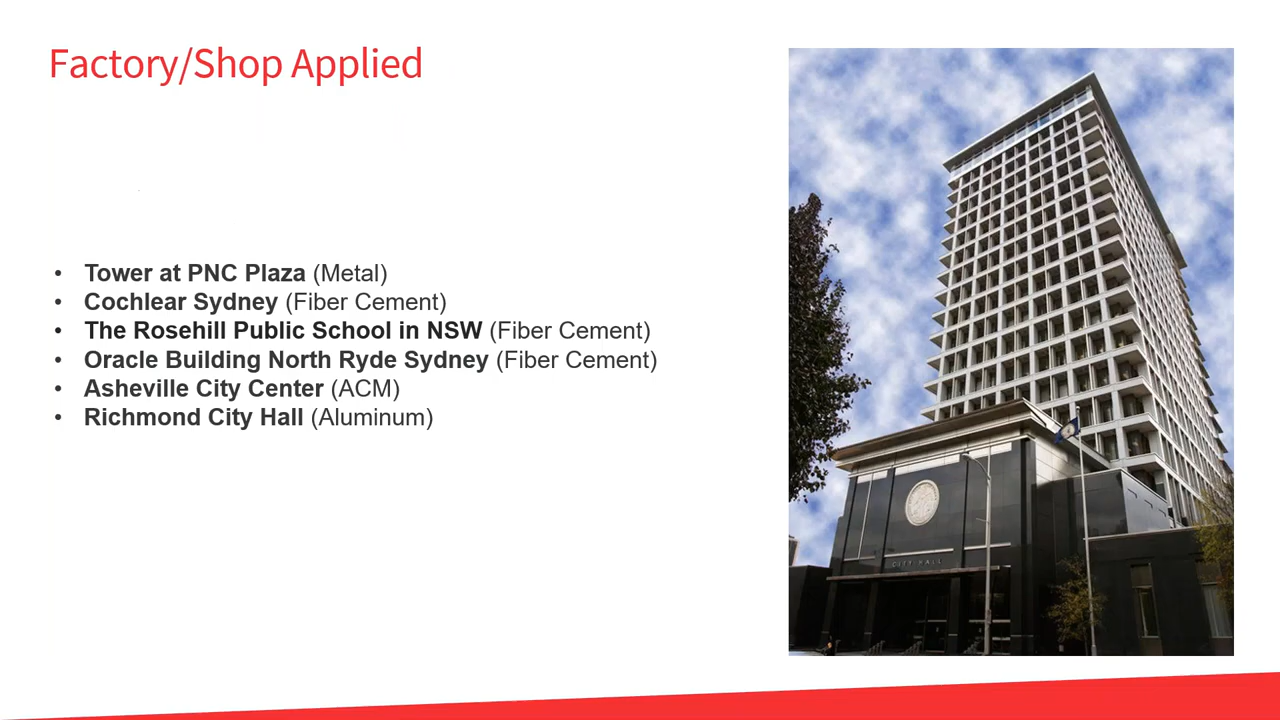 Factory/Shop Applied
• Tower at PNC Plaza (Metal)
• Cochlear Sydney (Fiber Cement)
• The Rosehill Public School in NSW (Fiber Cement)
• Oracle Building North Ryde Sydney (Fiber Cement)
• Asheville City Center (ACM)
• Richmond City Hall (Aluminum)
CITY HALL